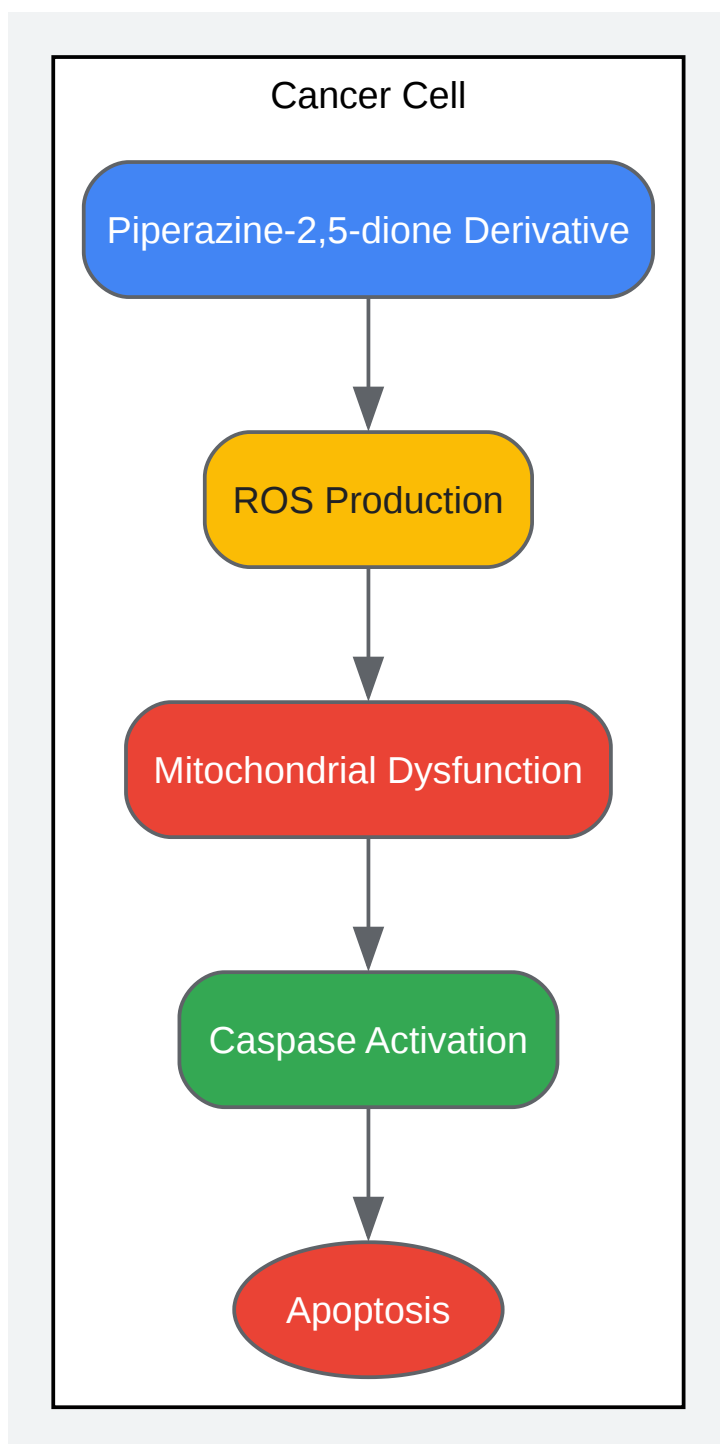 Cancer Cell
Piperazine-2,5-dione Derivative
ROS Production
Mitochondrial Dysfunction
Caspase Activation
Apoptosis